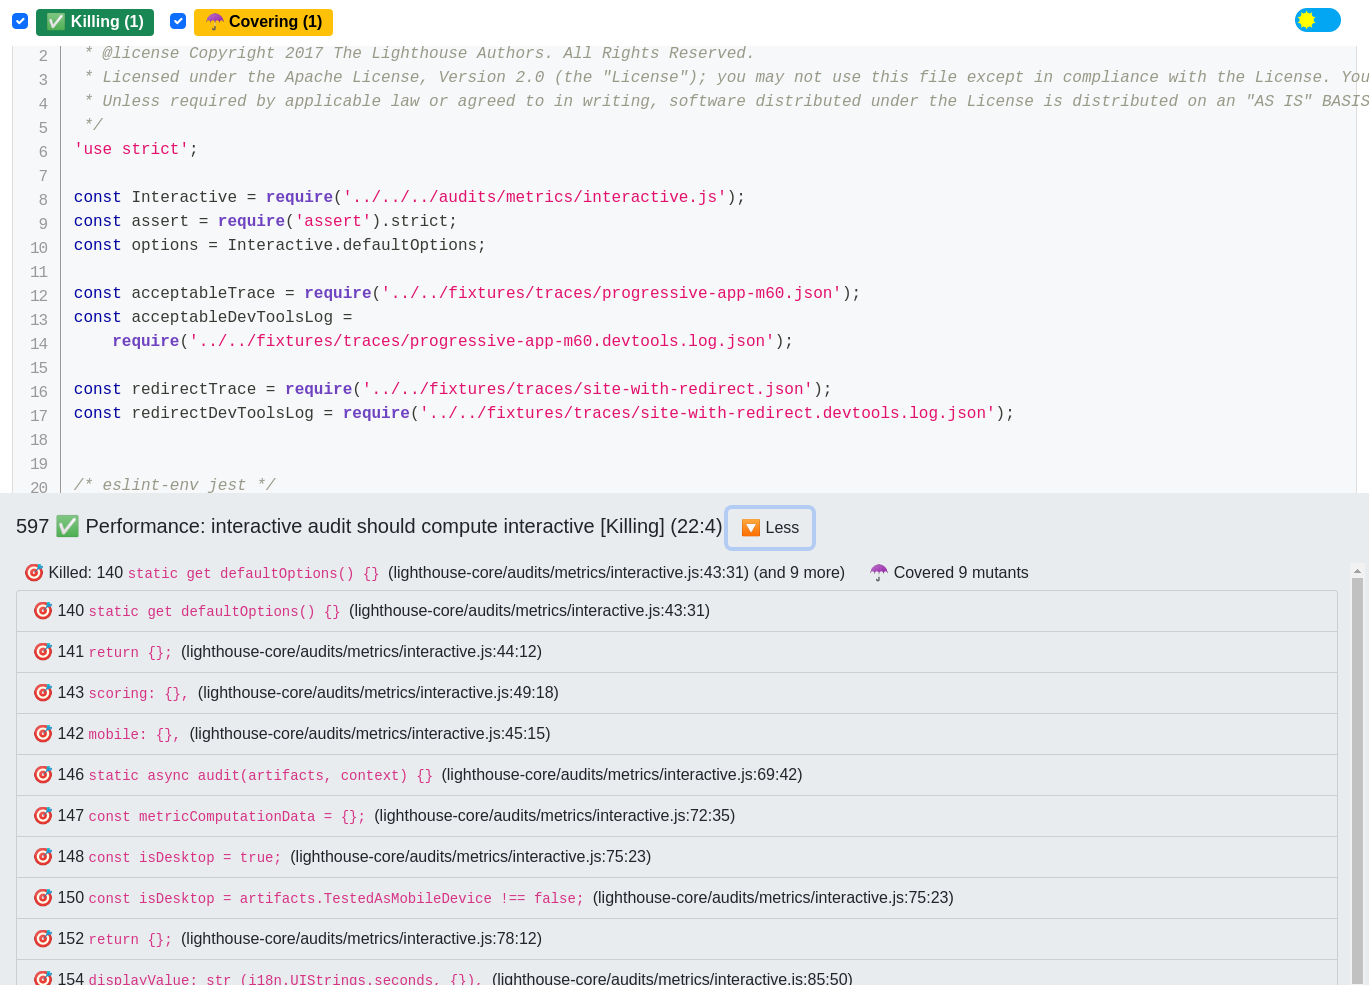 ✅ Killing (1) ☂️ Covering (1)
2 * @license Copyright 2017 The Lighthouse Authors. All Rights Reserved.
3 * Licensed under the Apache License, Version 2.0 (the "License"); you may not use this file except in compliance with the License. You
4 * Unless required by applicable law or agreed to in writing, software distributed under the License is distributed on an "AS IS" BASIS
5 */
6 'use strict';
7
8 const Interactive = require('../../../audits/metrics/interactive.js');
9 const assert = require('assert').strict;
10 const options = Interactive.defaultOptions;
11
12 const acceptableTrace = require('../../fixtures/traces/progressive-app-m60.json');
13 const acceptableDevToolsLog =
14     require('../../fixtures/traces/progressive-app-m60.devtools.log.json');
15
16 const redirectTrace = require('../../fixtures/traces/site-with-redirect.json');
17 const redirectDevToolsLog = require('../../fixtures/traces/site-with-redirect.devtools.log.json');
18
19
20 /* eslint-env jest */
597 ✅ Performance: interactive audit should compute interactive [Killing] (22:4) 🔽 Less
🎯 Killed: 140 static get defaultOptions() {} (lighthouse-core/audits/metrics/interactive.js:43:31) (and 9 more) ☂️ Covered 9 mutants
🎯 140 static get defaultOptions() {} (lighthouse-core/audits/metrics/interactive.js:43:31)
🎯 141 return {}; (lighthouse-core/audits/metrics/interactive.js:44:12)
🎯 143 scoring: {}, (lighthouse-core/audits/metrics/interactive.js:49:18)
🎯 142 mobile: {}, (lighthouse-core/audits/metrics/interactive.js:45:15)
🎯 146 static async audit(artifacts, context) {} (lighthouse-core/audits/metrics/interactive.js:69:42)
🎯 147 const metricComputationData = {}; (lighthouse-core/audits/metrics/interactive.js:72:35)
🎯 148 const isDesktop = true; (lighthouse-core/audits/metrics/interactive.js:75:23)
🎯 150 const isDesktop = artifacts.TestedAsMobileDevice !== false; (lighthouse-core/audits/metrics/interactive.js:75:23)
🎯 152 return {}; (lighthouse-core/audits/metrics/interactive.js:78:12)
🎯 154 displayValue: str_(i18n.UIStrings.seconds, {}), (lighthouse-core/audits/metrics/interactive.js:85:50)